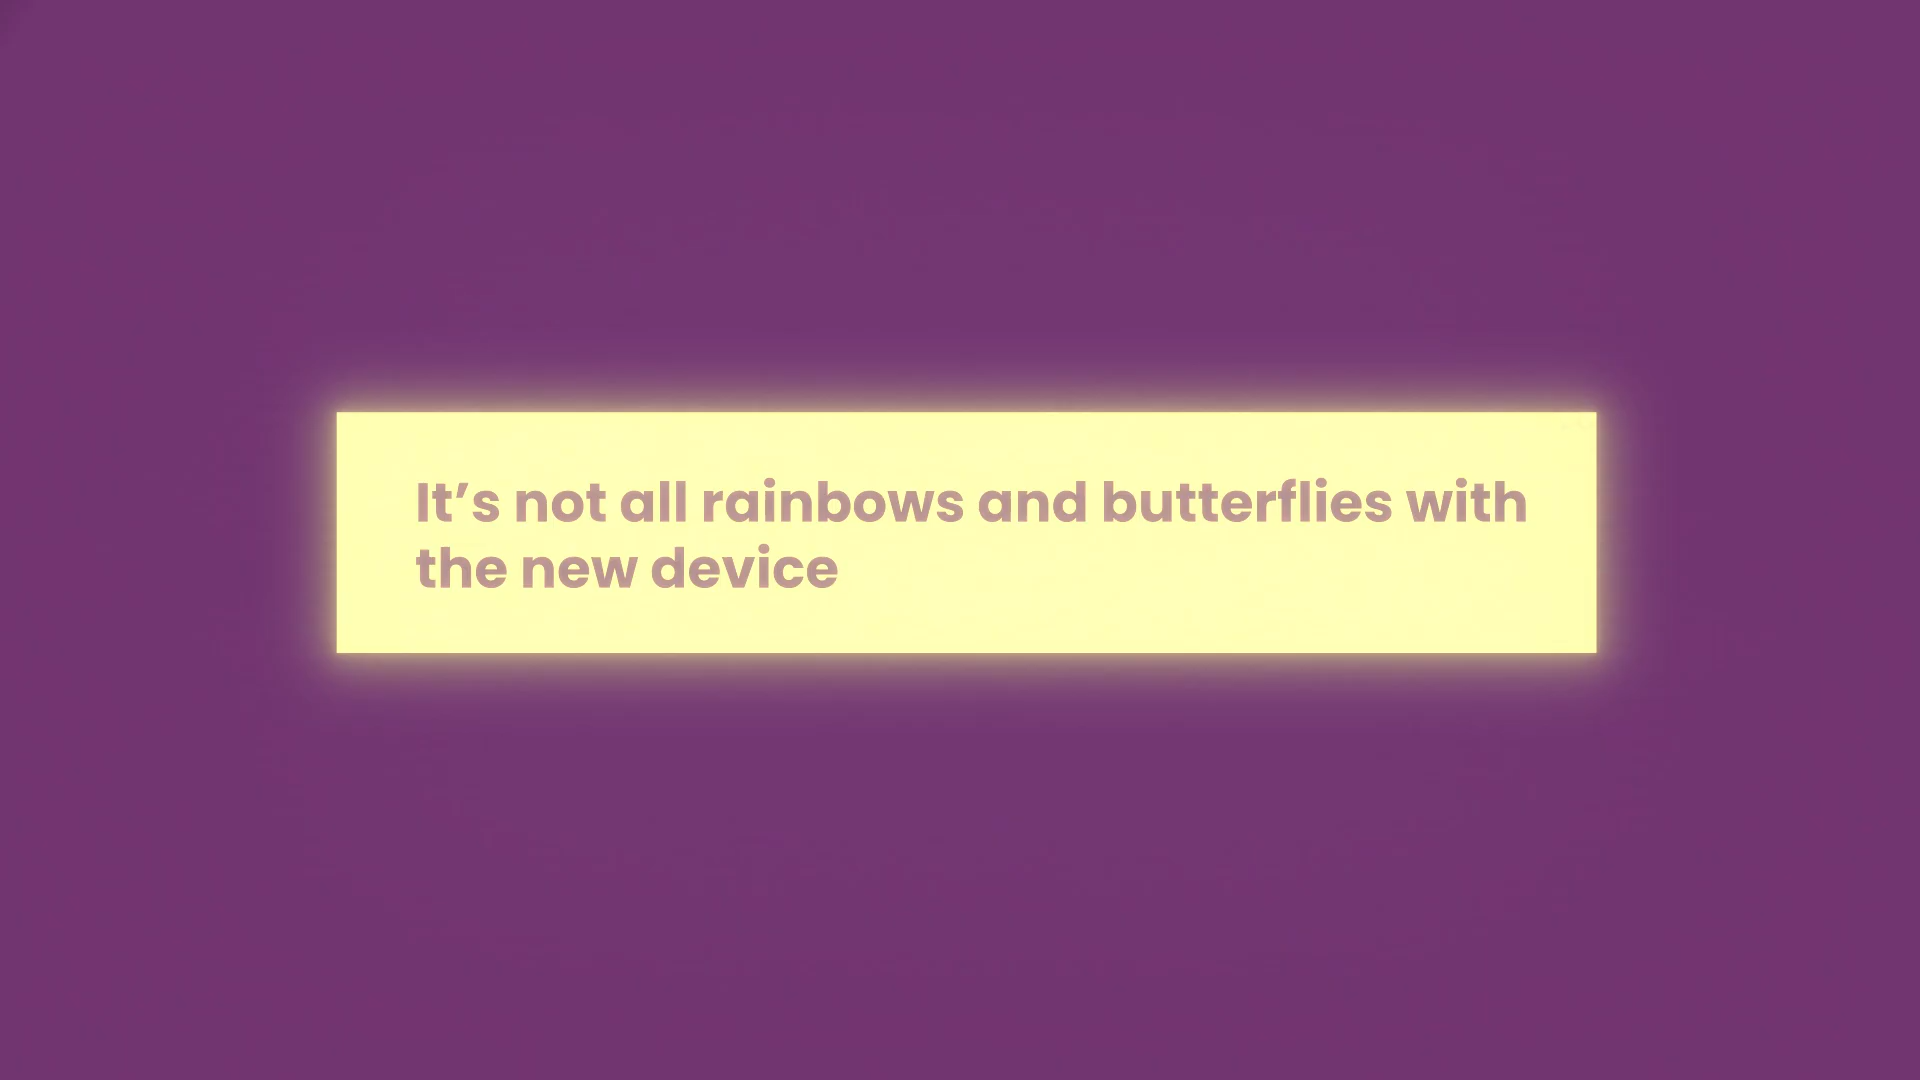 It’s not all rainbows and butterflies with
the new device